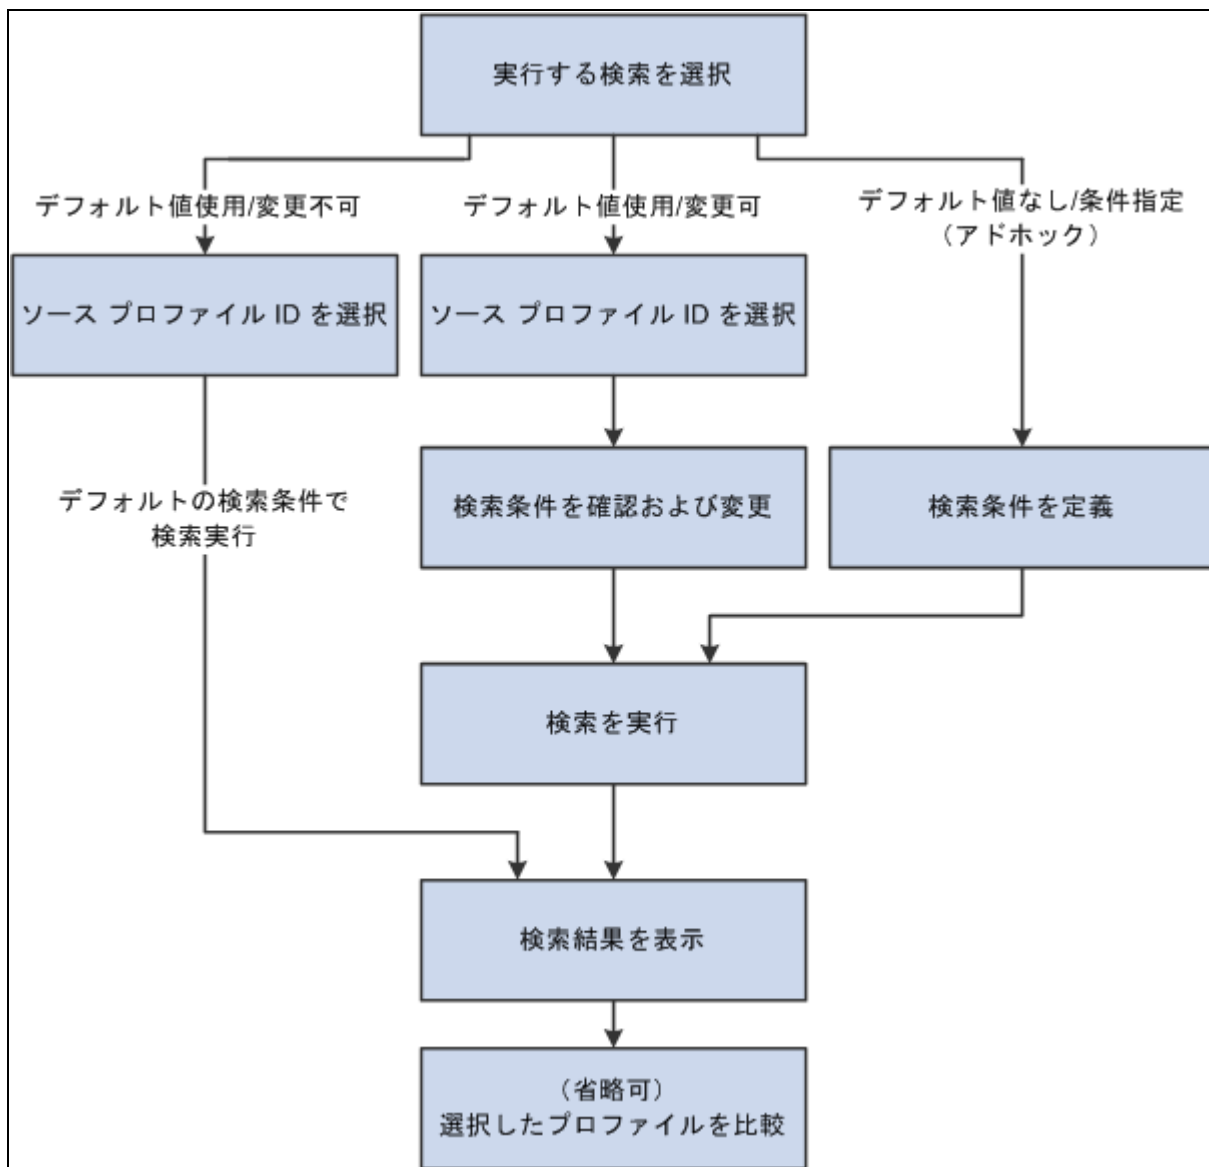 実行する検索を選択
デフォルト値使用/変更不可
デフォルト値使用/変更可
デフォルト値なし/条件指定
（アドホック）
ソース プロファイル ID を選択
ソース プロファイル ID を選択
デフォルトの検索条件で
検索実行
検索条件を確認および変更
検索条件を定義
検索を実行
検索結果を表示
（省略可）
選択したプロファイルを比較